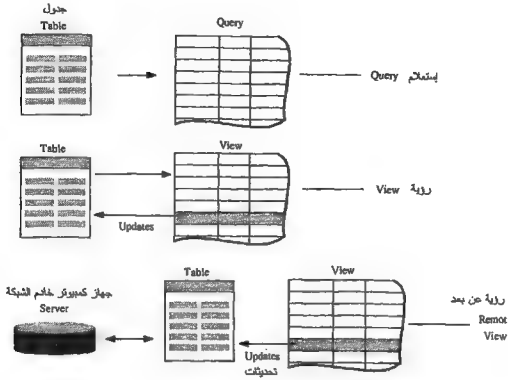 جدول
Table
Query
إستعلام Query
Table
View
رؤية View
Updates
Table
View
جهاز كمبيوتر خادم الشبكة
Server
رؤية عن بعد
Remot
View
Updates
تحديثات